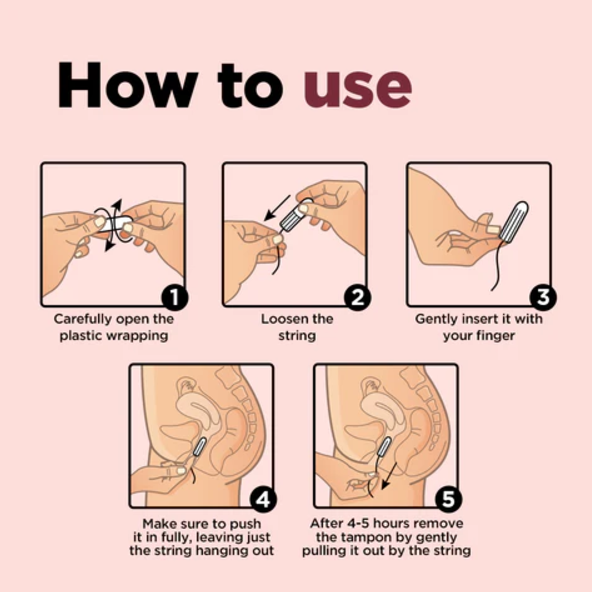 How to use
1
Carefully open the
plastic wrapping
2
Loosen the
string
3
Gently insert it with
your finger
4
Make sure to push
it in fully, leaving just
the string hanging out
5
After 4-5 hours remove
the tampon by gently
pulling it out by the string